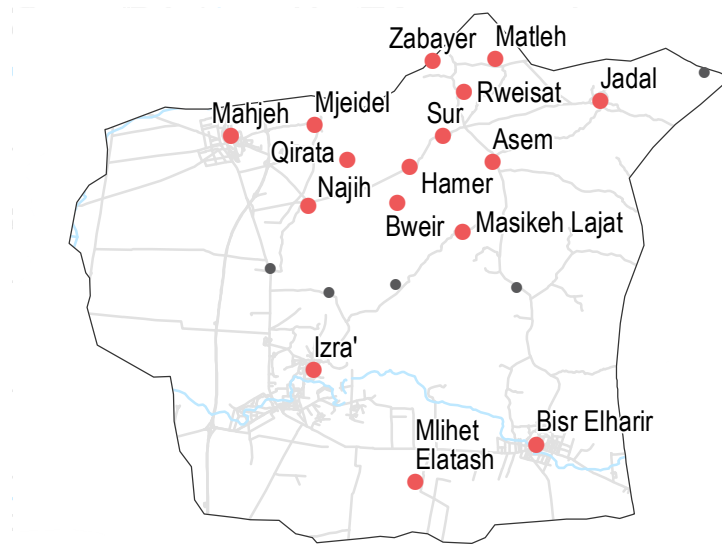 Zabayer
Matleh
Rweisat
Jadal
Mahjeh
Mjeidel
Sur
Qirata
Asem
Hamer
Najih
Bweir
Masikeh Lajat
Izra'
Bisr Elharir
Mlihet
Elatash